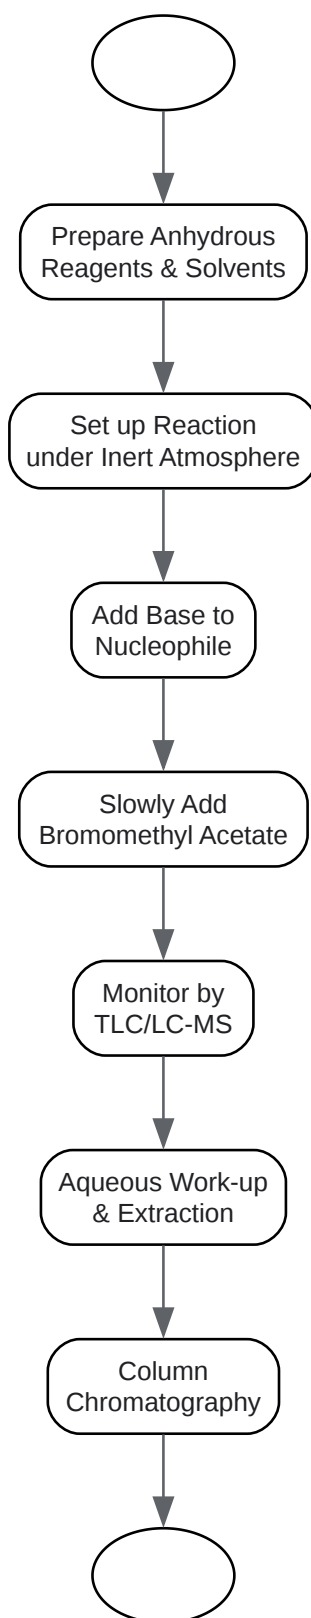 Prepare Anhydrous
Reagents & Solvents
Set up Reaction
under Inert Atmosphere
Add Base to
Nucleophile
Slowly Add
Bromomethyl Acetate
Monitor by
TLC/LC-MS
Aqueous Work-up
& Extraction
Column
Chromatography